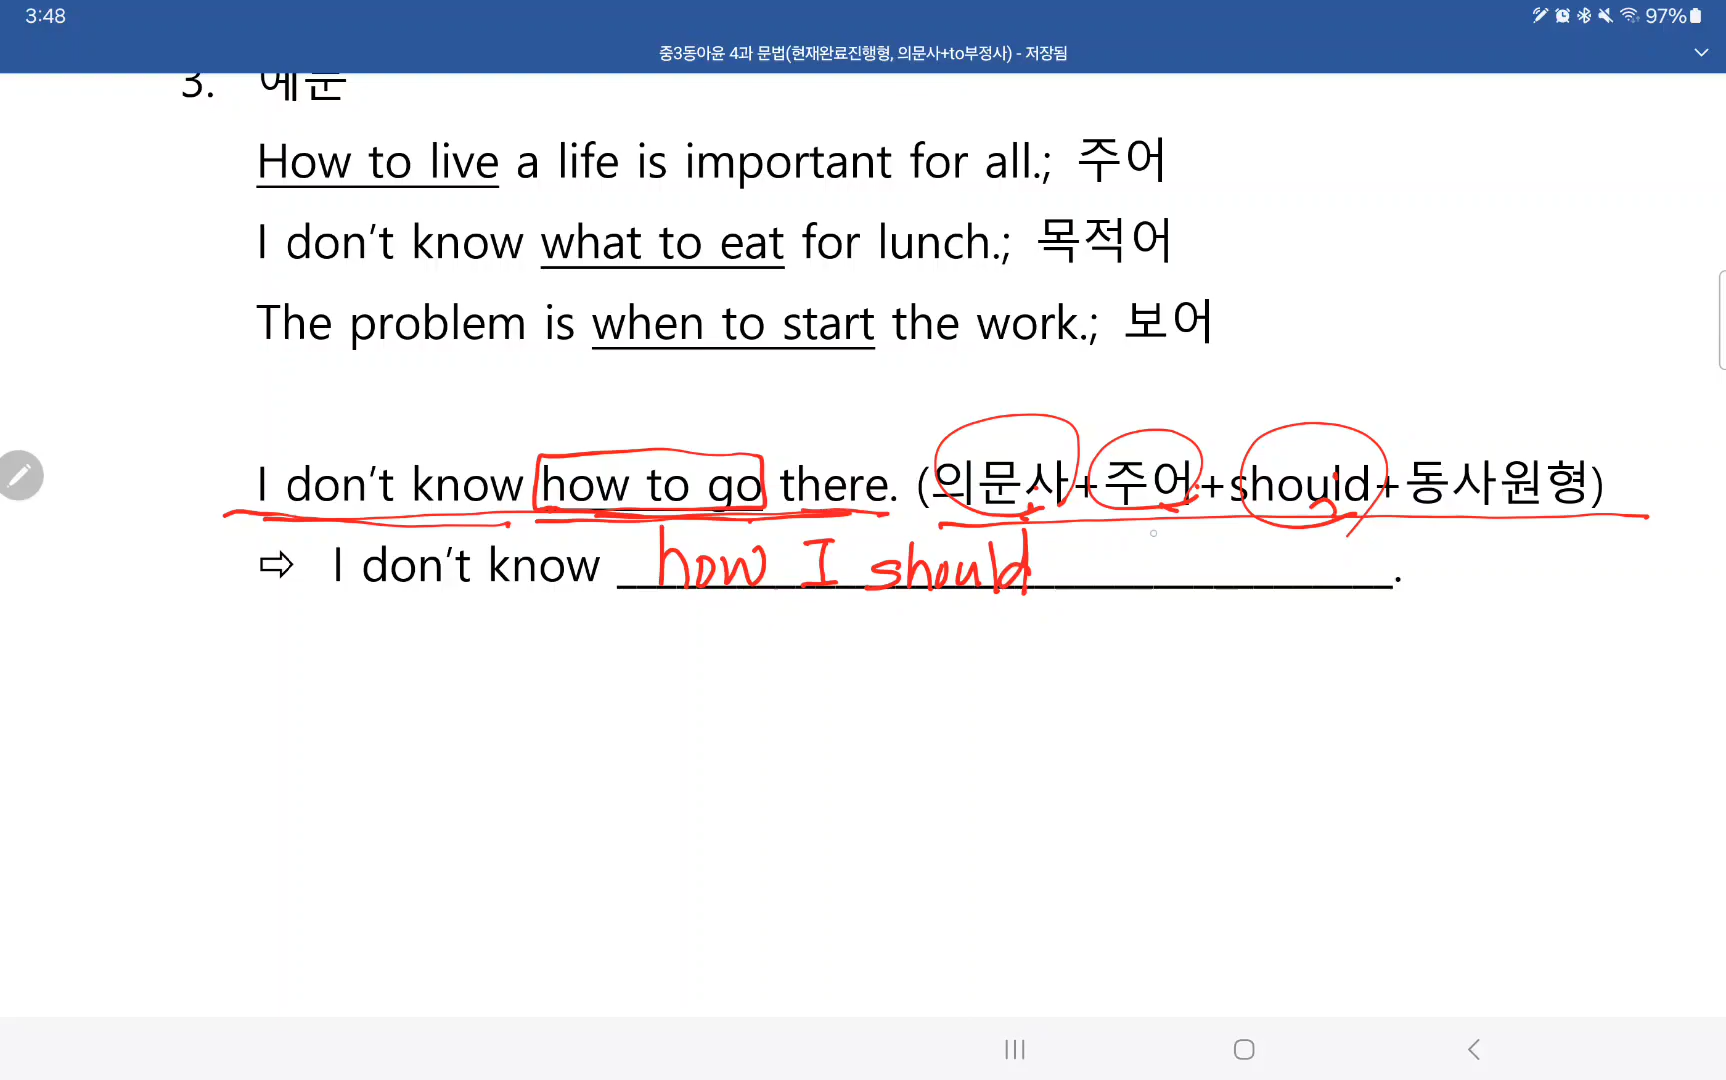 3:48 97%
중3동아윤 4과 문법(현재완료진행형, 의문사+to부정사) - 저장됨
3. 예문
How to live a life is important for all.; 주어
I don't know what to eat for lunch.; 목적어
The problem is when to start the work.; 보어
I don't know how to go there. (의문사+주어+should+동사원형)
⇨ I don't know how I should .